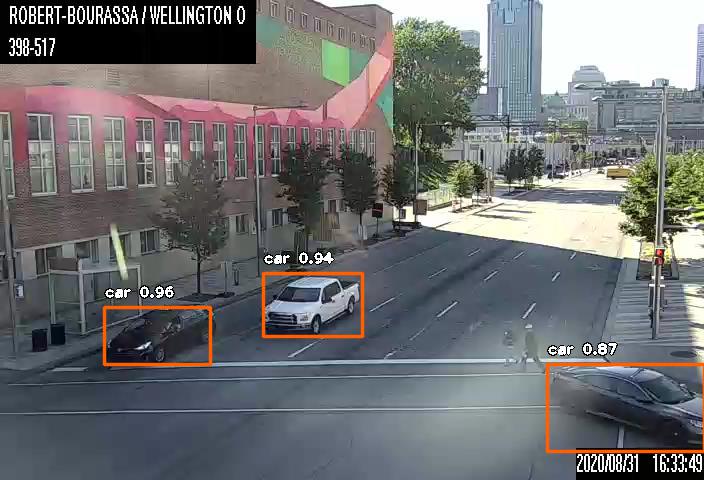 ROBERT-BOURASSA / WELLINGTON O
398-517
car 0.94
car 0.96
car 0.87
2020/08/31 16:33:49